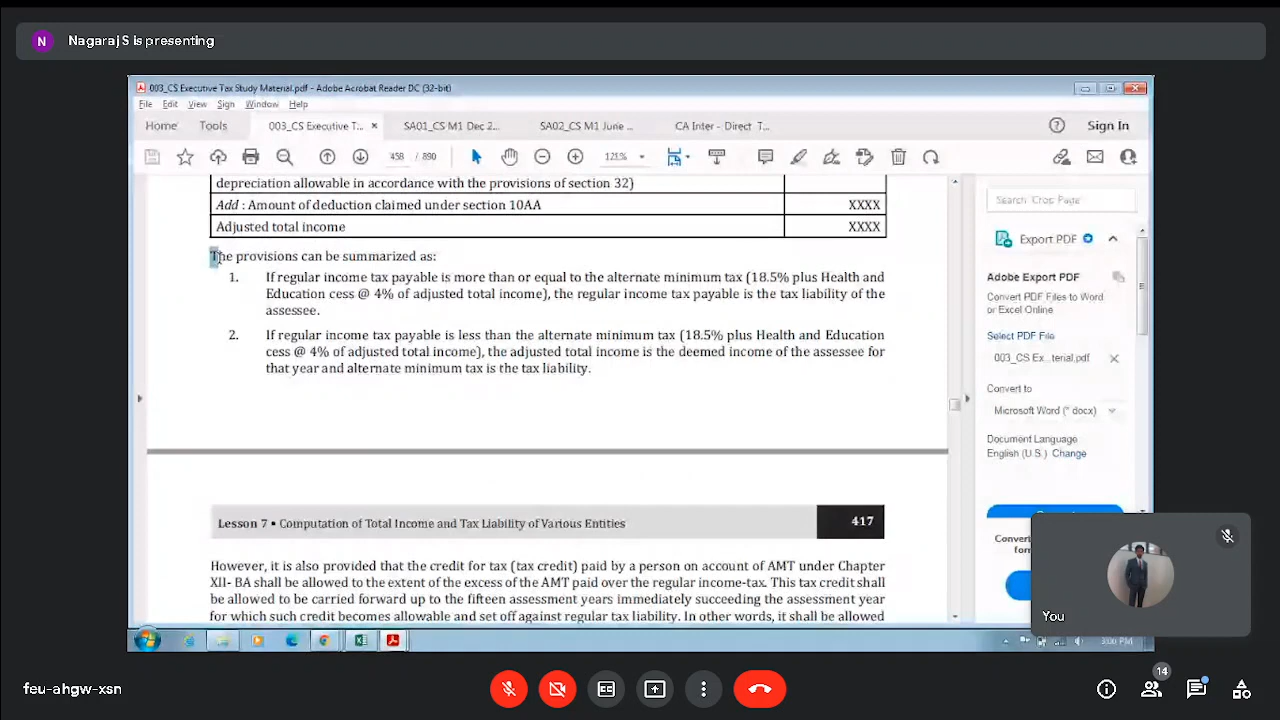 N Nagaraj S is presenting
003_CS Executive Tax Study Material.pdf - Adobe Acrobat Reader DC (32-bit)
File Edit View Sign Window Help
Home Tools 003_CS Executive T... × SA01_CS M1 Dec 2... SA02_CS M1 June ... CA Inter - Direct T... Sign In
458 / 890 121%
depreciation allowable in accordance with the provisions of section 32)
Add : Amount of deduction claimed under section 10AA XXXX
Adjusted total income XXXX
The provisions can be summarized as:
1. If regular income tax payable is more than or equal to the alternate minimum tax (18.5% plus Health and
Education cess @ 4% of adjusted total income), the regular income tax payable is the tax liability of the
assessee.
2. If regular income tax payable is less than the alternate minimum tax (18.5% plus Health and Education
cess @ 4% of adjusted total income), the adjusted total income is the deemed income of the assessee for
that year and alternate minimum tax is the tax liability.
Lesson 7 • Computation of Total Income and Tax Liability of Various Entities 417
However, it is also provided that the credit for tax (tax credit) paid by a person on account of AMT under Chapter
XII- BA shall be allowed to the extent of the excess of the AMT paid over the regular income-tax. This tax credit shall
be allowed to be carried forward up to the fifteen assessment years immediately succeeding the assessment year
for which such credit becomes allowable and set off against regular tax liability. In other words, it shall be allowed
Search 'Crop Page'
Export PDF
Adobe Export PDF
Convert PDF Files to Word
or Excel Online
Select PDF File
003_CS Ex...terial.pdf ×
Convert to
Microsoft Word (*.docx)
Document Language:
English (U.S.) Change
You
3:00 PM
feu-ahgw-xsn
CC
14